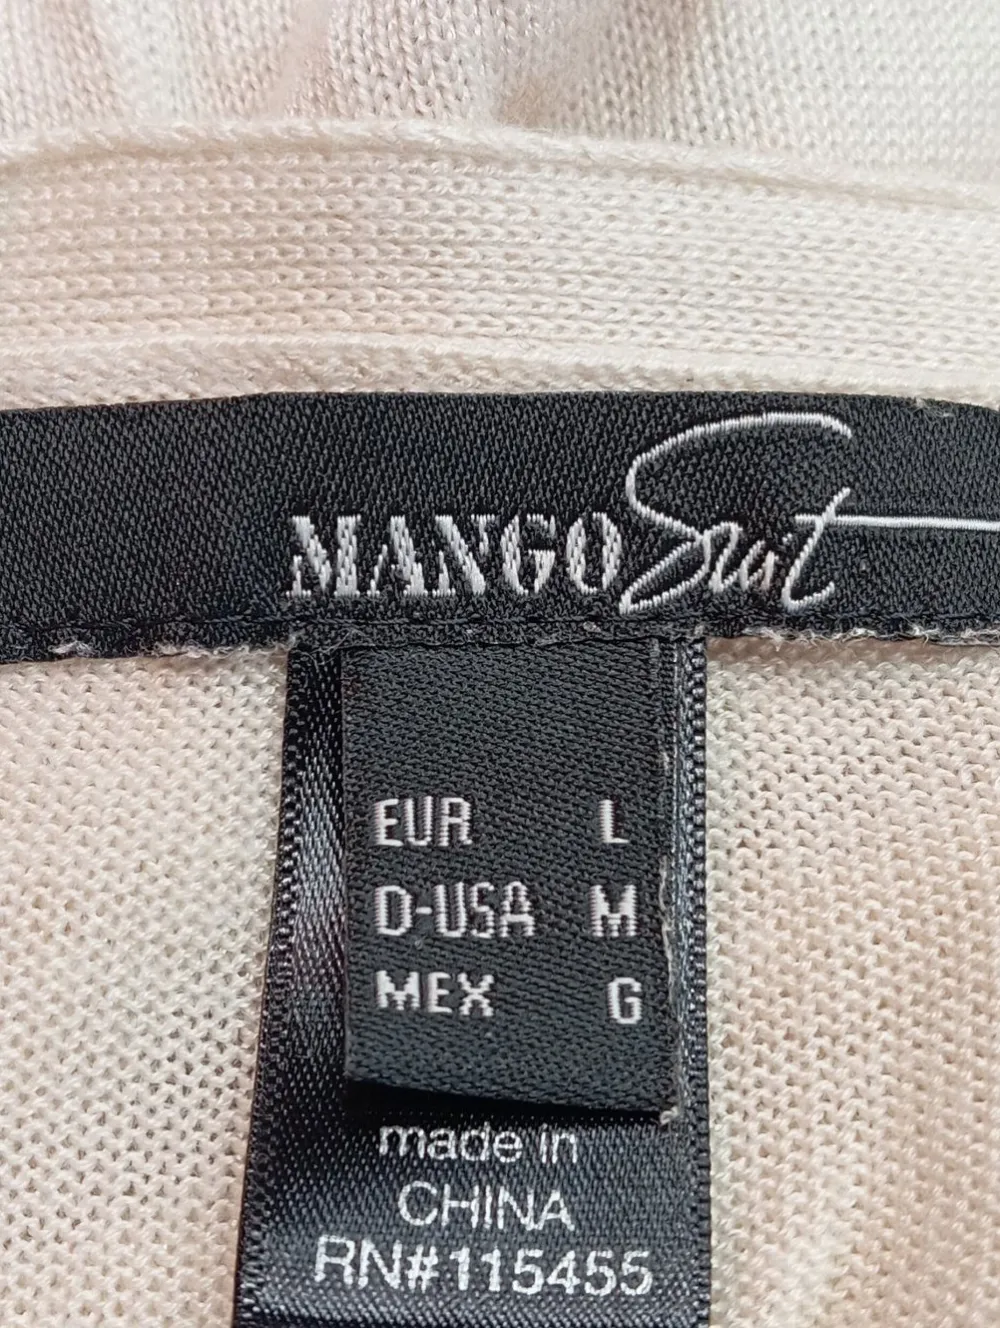 MANGO Suit
EUR L
D-USA M
MEX G
made in
CHINA
RN#115455